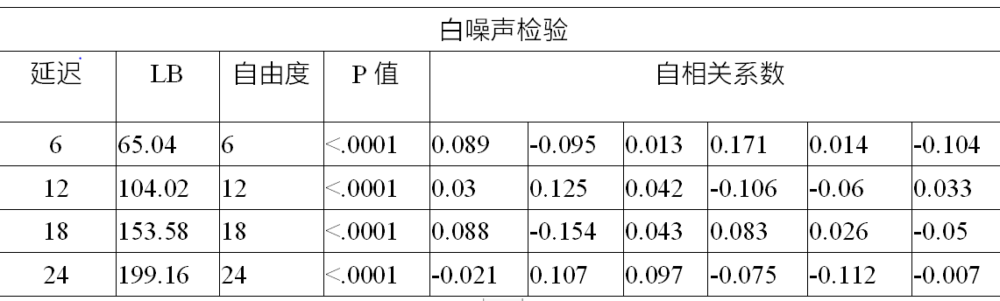 白噪声检验
延迟 LB 自由度 P 值 自相关系数
6 65.04 6 <.0001 0.089 -0.095 0.013 0.171 0.014 -0.104
12 104.02 12 <.0001 0.03 0.125 0.042 -0.106 -0.06 0.033
18 153.58 18 <.0001 0.088 -0.154 0.043 0.083 0.026 -0.05
24 199.16 24 <.0001 -0.021 0.107 0.097 -0.075 -0.112 -0.007